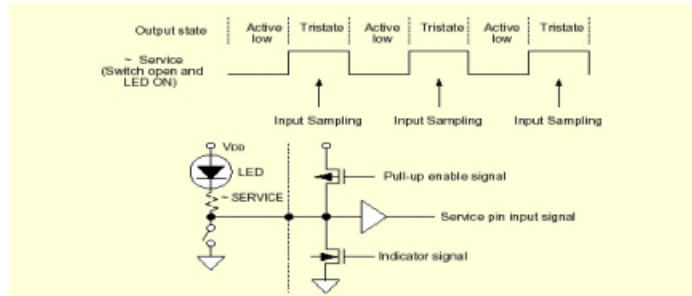 Output state
Active low
Tristate
Active low
Tristate
Active low
Tristate
~ Service
(Switch open and
LED ON)
Input Sampling
Input Sampling
Input Sampling
VDD
LED
~ SERVICE
Pull-up enable signal
Service pin input signal
Indicator signal